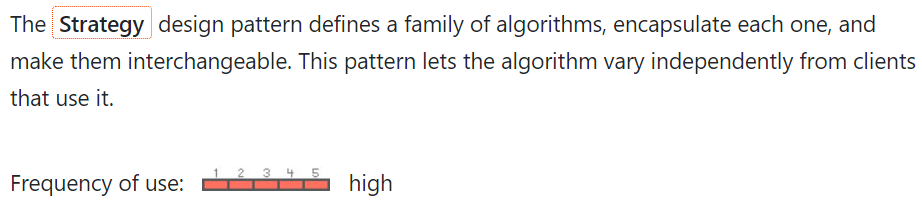 The Strategy design pattern defines a family of algorithms, encapsulate each one, and
make them interchangeable. This pattern lets the algorithm vary independently from clients
that use it.
1 2 3 4 5
Frequency of use: high